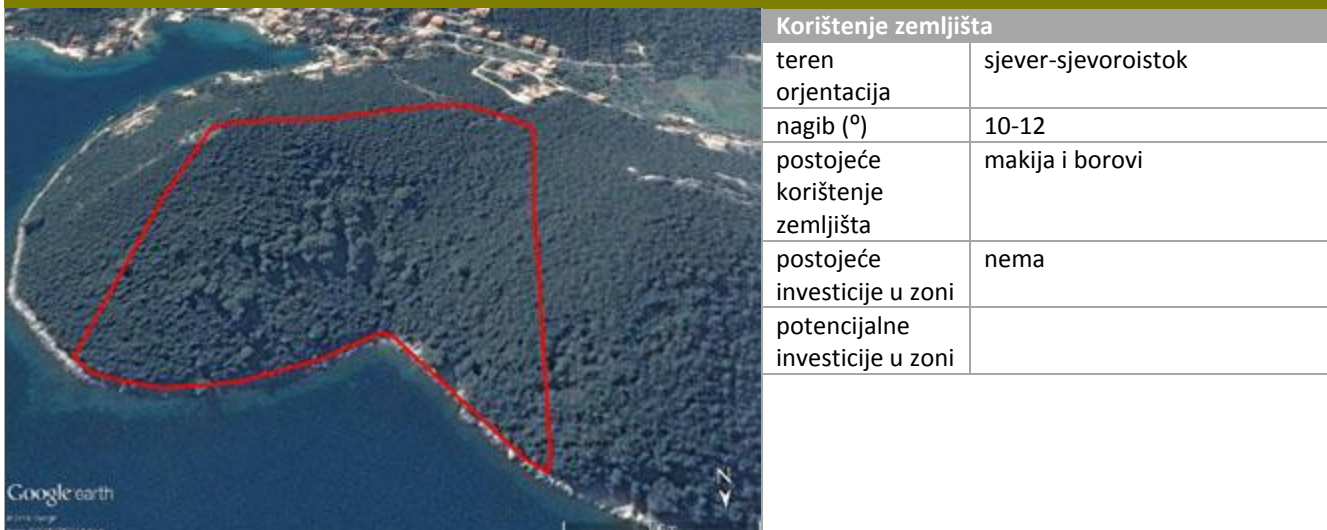 Korištenje zemljišta
teren
orjentacija
sjever-sjevoroistok
nagib (⁰)
10-12
postojeće
korištenje
zemljišta
makija i borovi
postojeće
investicije u zoni
nema
potencijalne
investicije u zoni
Google earth
N